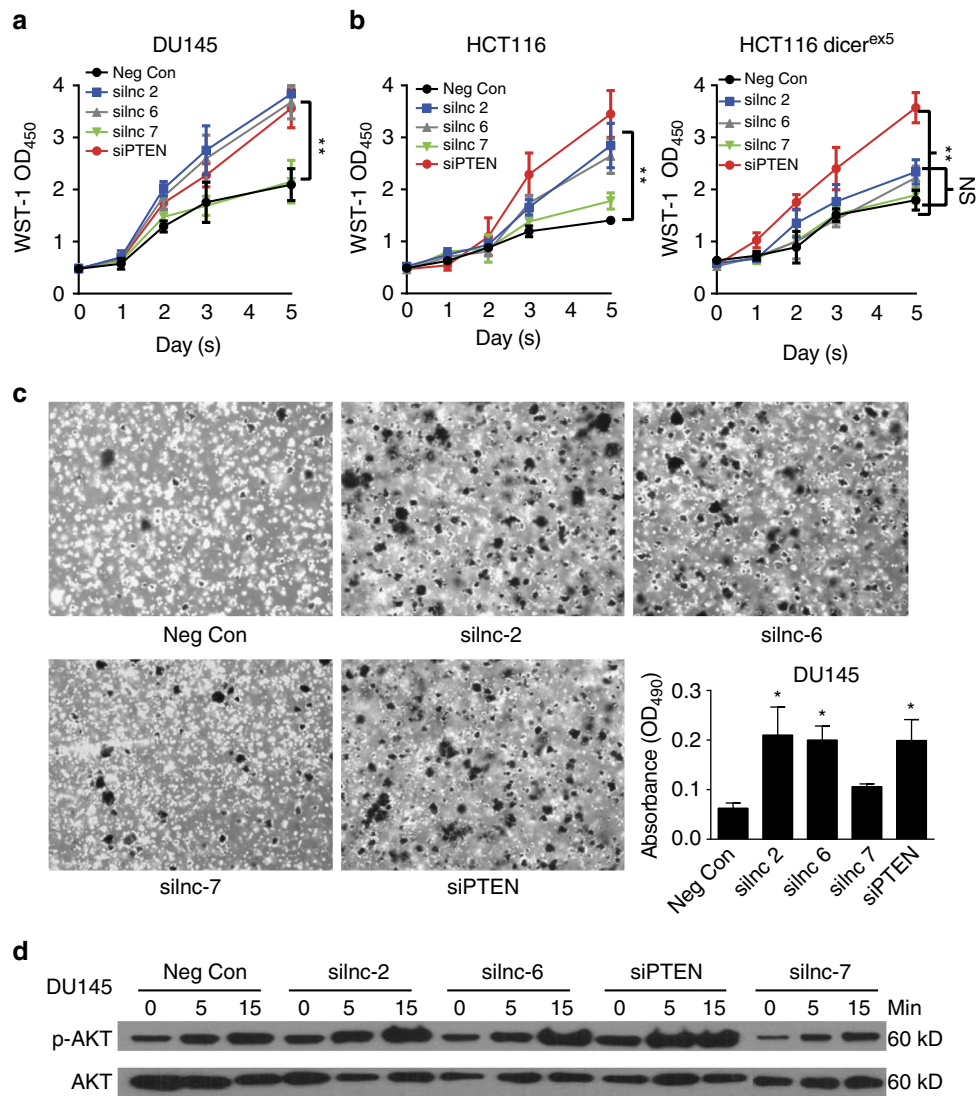 a
DU145
Neg Con
silnc 2
silnc 6
silnc 7
siPTEN
WST-1 OD450
4
3
2
1
0
0 1 2 3 5
Day (s)
**
b
HCT116
Neg Con
silnc 2
silnc 6
silnc 7
siPTEN
WST-1 OD450
4
3
2
1
0
0 1 2 3 5
Day (s)
**
HCT116 dicerex5
Neg Con
silnc 2
silnc 6
silnc 7
siPTEN
WST-1 OD450
4
3
2
1
0
0 1 2 3 5
Day (s)
**
NS
c
Neg Con
silnc-2
silnc-6
silnc-7
siPTEN
DU145
Absorbance (OD490)
0.3
0.2
0.1
0.0
* * *
Neg Con
silnc 2
silnc 6
silnc 7
siPTEN
d
DU145
Neg Con silnc-2 silnc-6 siPTEN silnc-7
0 5 15 0 5 15 0 5 15 0 5 15 0 5 15 Min
p-AKT 60 kD
AKT 60 kD